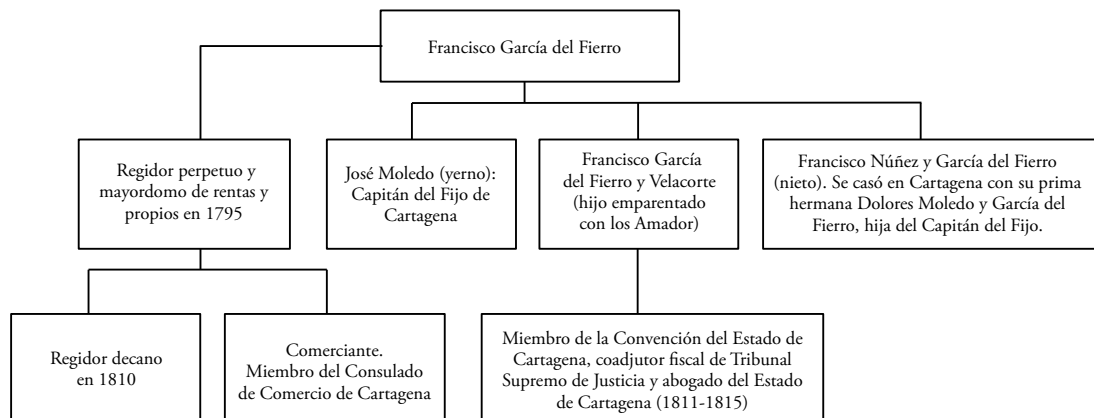 Francisco García del Fierro
Regidor perpetuo y
mayordomo de rentas y
propios en 1795
José Moledo (yerno):
Capitán del Fijo de
Cartagena
Francisco García
del Fierro y Velacorte
(hijo emparentado
con los Amador)
Francisco Núñez y García del Fierro
(nieto). Se casó en Cartagena con su prima
hermana Dolores Moledo y García del
Fierro, hija del Capitán del Fijo.
Regidor decano
en 1810
Comerciante.
Miembro del Consulado
de Comercio de Cartagena
Miembro de la Convención del Estado de
Cartagena, coadjutor fiscal de Tribunal
Supremo de Justicia y abogado del Estado
de Cartagena (1811-1815)